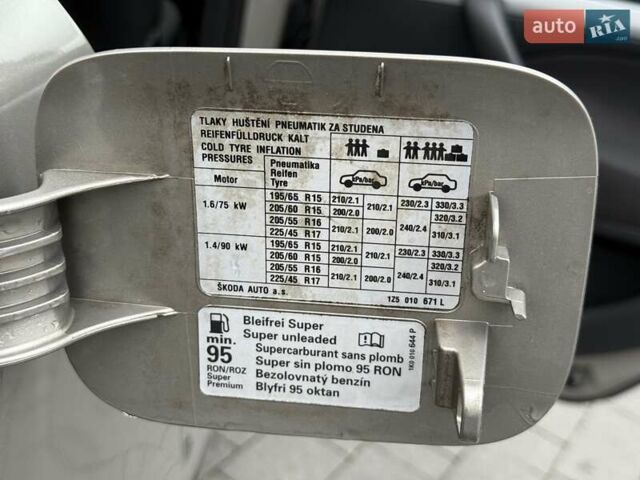 auto RIA .com
TLAKY HUŠTĚNÍ PNEUMATIK ZA STUDENA
REIFENFÜLLDRUCK KALT
COLD TYRE INFLATION
PRESSURES
Pneumatika
Reifen
Tyre
Motor
kPa/bar
kPa/bar
1.6/75 kW
195/65 R15 210/2.1 210/2.1 230/2.3 330/3.3
205/60 R15 200/2.0
205/55 R16 210/2.1 200/2.0 240/2.4 320/3.2
225/45 R17 310/3.1
1.4/90 kW
195/65 R15 210/2.1 210/2.1 230/2.3 330/3.3
205/60 R15 200/2.0
205/55 R16 210/2.1 200/2.0 240/2.4 320/3.2
225/45 R17 310/3.1
ŠKODA AUTO a.s. 1Z5 010 671 L
min.
95
RON/ROZ
Super
Premium
Bleifrei Super
Super unleaded
Supercarburant sans plomb
Super sin plomo 95 RON
Bezolovnatý benzín
Blyfri 95 oktan
1K0 010 544 P